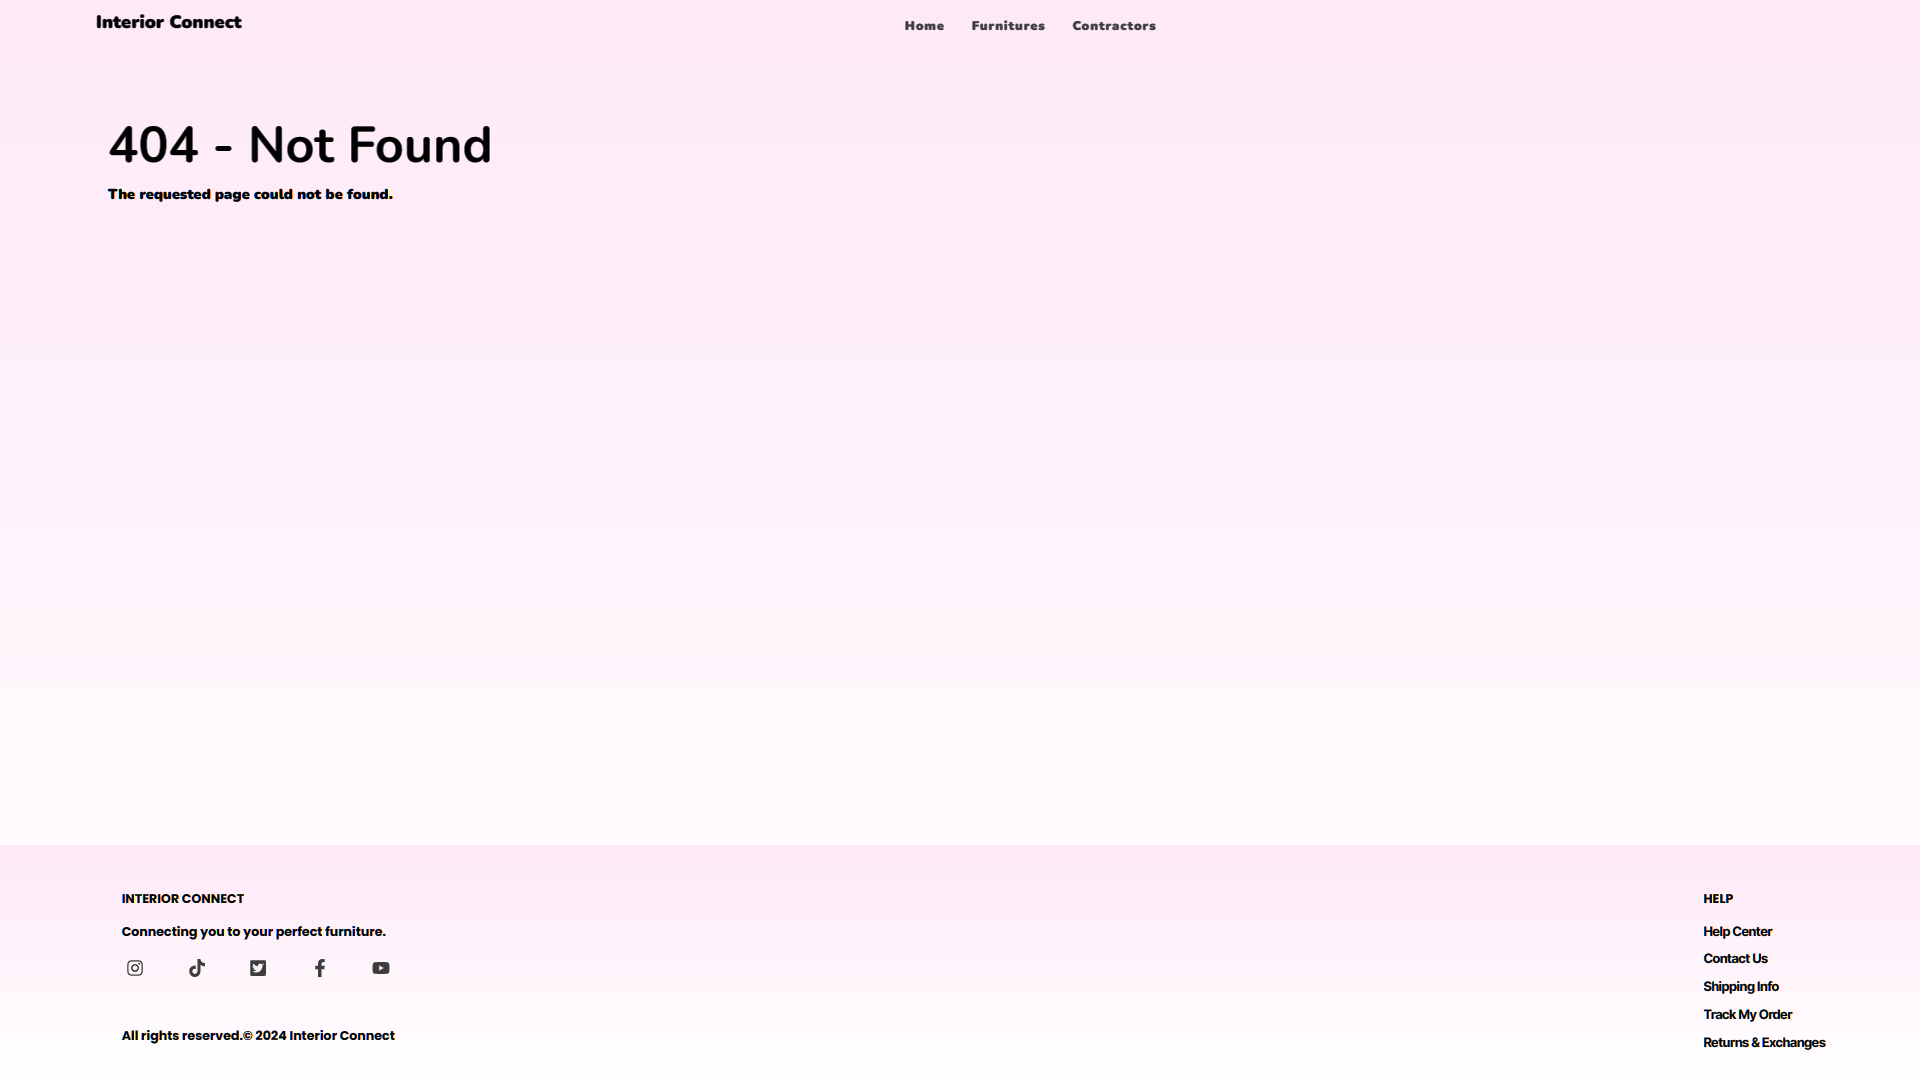 Interior Connect
Home Furnitures Contractors
404 - Not Found
The requested page could not be found.
INTERIOR CONNECT
Connecting you to your perfect furniture.
All rights reserved.© 2024 Interior Connect
HELP
Help Center
Contact Us
Shipping Info
Track My Order
Returns & Exchanges